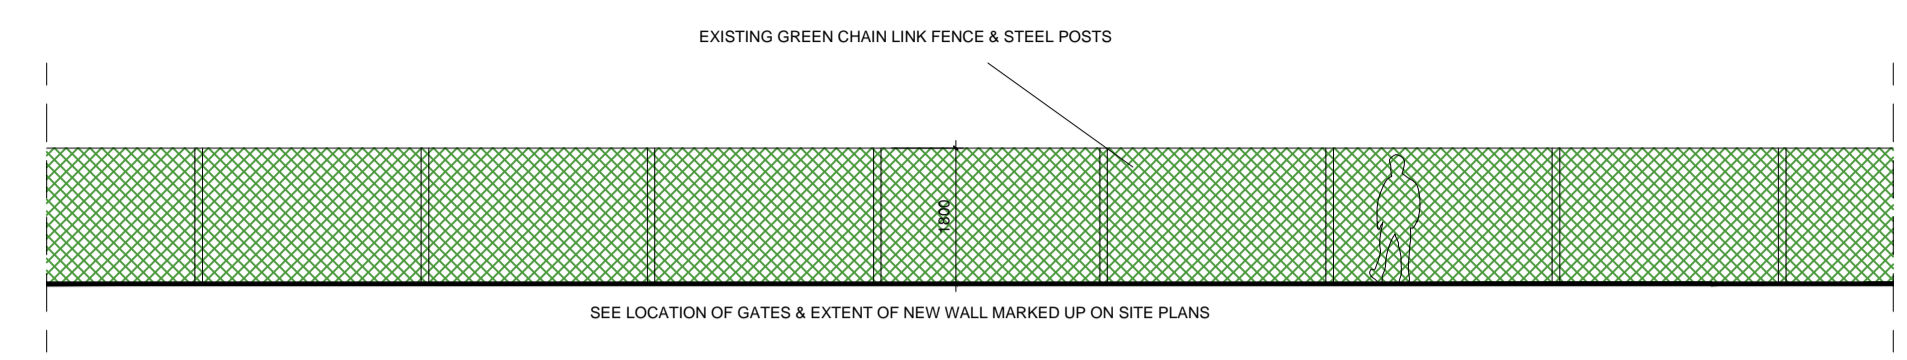 EXISTING GREEN CHAIN LINK FENCE & STEEL POSTS
1800
SEE LOCATION OF GATES & EXTENT OF NEW WALL MARKED UP ON SITE PLANS